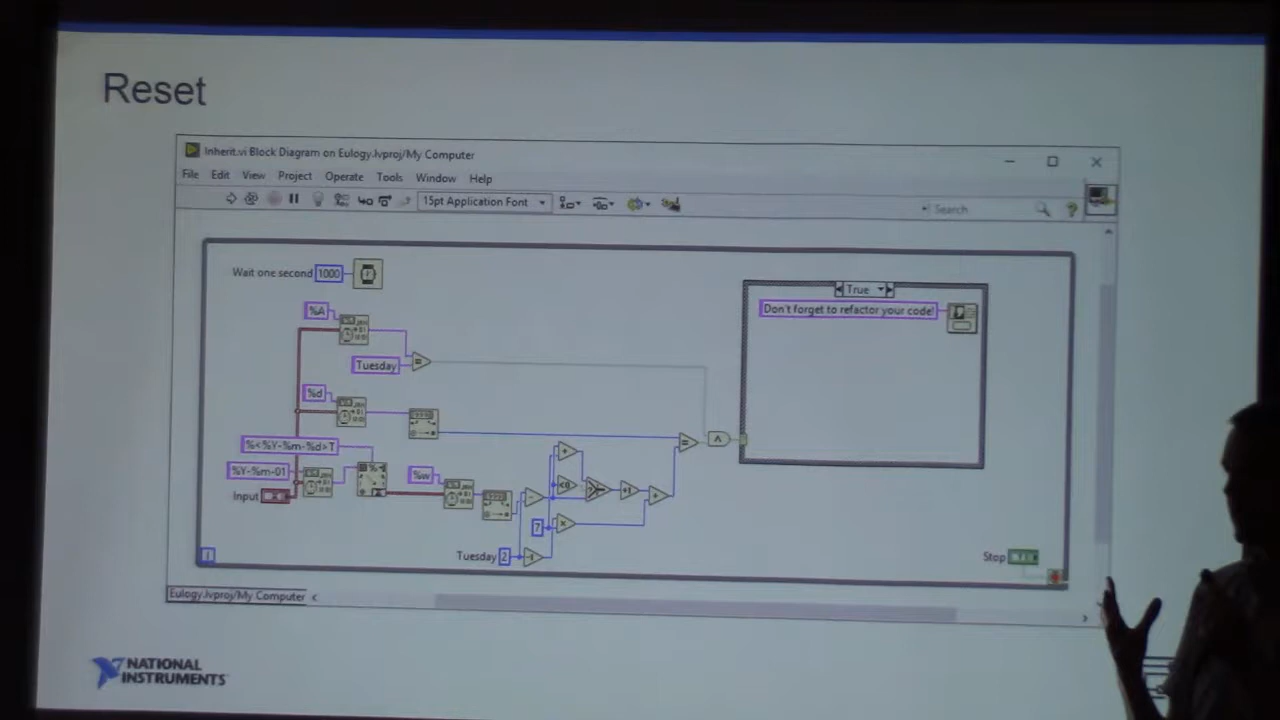 Reset
Inherit.vi Block Diagram on Eulogy.lvproj/My Computer
File Edit View Project Operate Tools Window Help
15pt Application Font
Search
Wait one second 1000
True
Don't forget to refactor your code!
%A
Tuesday
%d
%<%Y-%m-%d>T
%Y-%m-01
%w
Input
7
Tuesday 2
i
Stop
Eulogy.lvproj/My Computer
NATIONAL
INSTRUMENTS